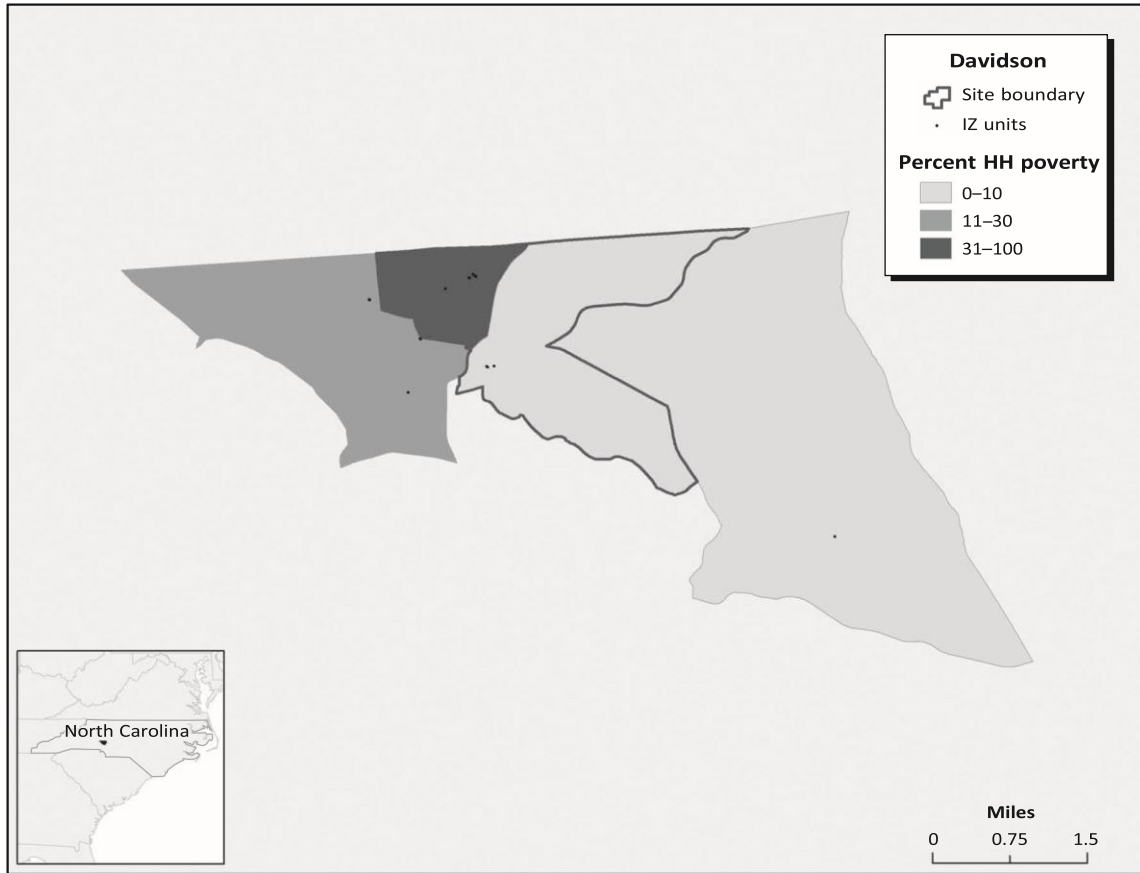 Davidson
Site boundary
IZ units
Percent HH poverty
0–10
11–30
31–100
North Carolina
Miles
0 0.75 1.5